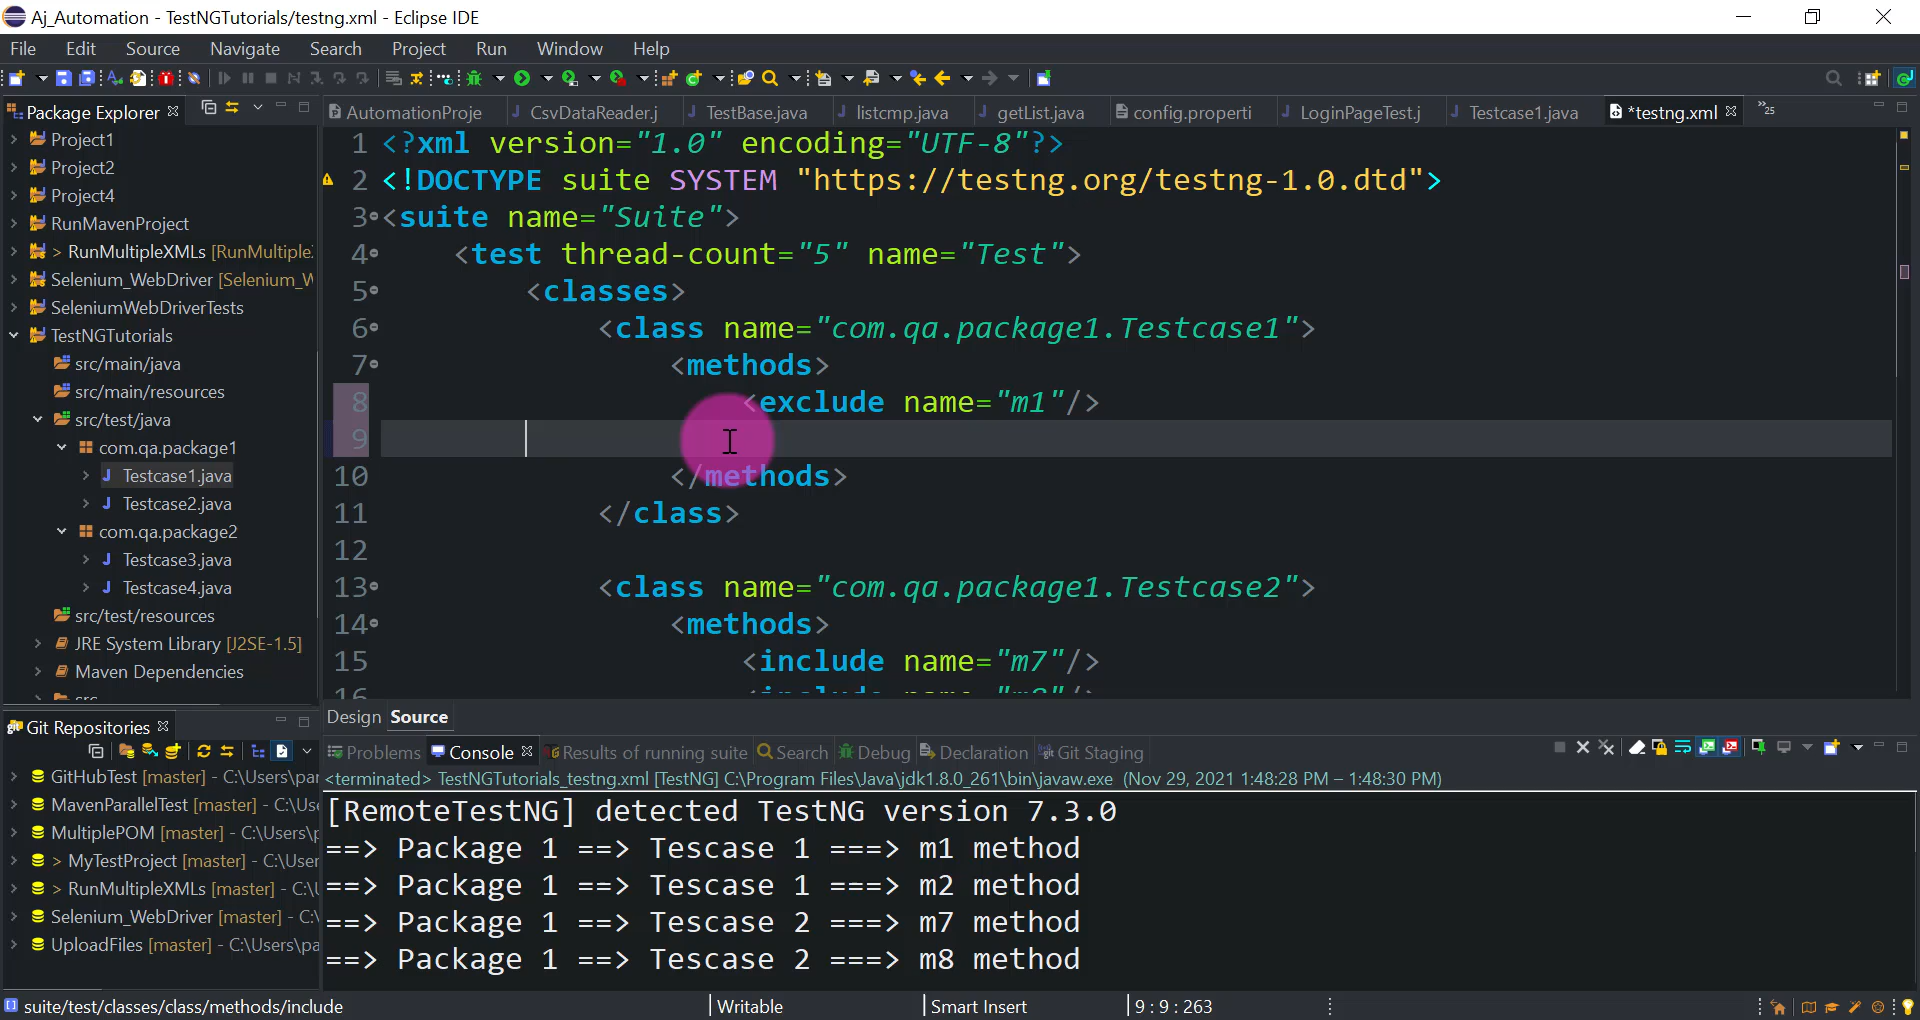 Aj_Automation - TestNGTutorials/testng.xml - Eclipse IDE
File Edit Source Navigate Search Project Run Window Help
Package Explorer
AutomationProje CsvDataReader.j TestBase.java listcmp.java getList.java config.properti LoginPageTest.j Testcase1.java *testng.xml »25
Project1
Project2
Project4
RunMavenProject
> RunMultipleXMLs [RunMultiple
Selenium_WebDriver [Selenium_W
SeleniumWebDriverTests
TestNGTutorials
src/main/java
src/main/resources
src/test/java
com.qa.package1
Testcase1.java
Testcase2.java
com.qa.package2
Testcase3.java
Testcase4.java
src/test/resources
JRE System Library [J2SE-1.5]
Maven Dependencies
src
1 <?xml version="1.0" encoding="UTF-8"?>
2 <!DOCTYPE suite SYSTEM "https://testng.org/testng-1.0.dtd">
3 <suite name="Suite">
4 <test thread-count="5" name="Test">
5 <classes>
6 <class name="com.qa.package1.Testcase1">
7 <methods>
8 <exclude name="m1"/>
9
10 </methods>
11 </class>
12
13 <class name="com.qa.package1.Testcase2">
14 <methods>
15 <include name="m7"/>
16 <include name="m8"/>
Design Source
Git Repositories
GitHubTest [master] - C:\Users\par
MavenParallelTest [master] - C:\Use
MultiplePOM [master] - C:\Users\p
> MyTestProject [master] - C:\User
> RunMultipleXMLs [master] - C:\U
Selenium_WebDriver [master] - C:\
UploadFiles [master] - C:\Users\pa
Problems Console Results of running suite Search Debug Declaration Git Staging
<terminated> TestNGTutorials_testng.xml [TestNG] C:\Program Files\Java\jdk1.8.0_261\bin\javaw.exe (Nov 29, 2021 1:48:28 PM – 1:48:30 PM)
[RemoteTestNG] detected TestNG version 7.3.0
==> Package 1 ==> Tescase 1 ===> m1 method
==> Package 1 ==> Tescase 1 ===> m2 method
==> Package 1 ==> Tescase 2 ===> m7 method
==> Package 1 ==> Tescase 2 ===> m8 method
suite/test/classes/class/methods/include Writable Smart Insert 9 : 9 : 263